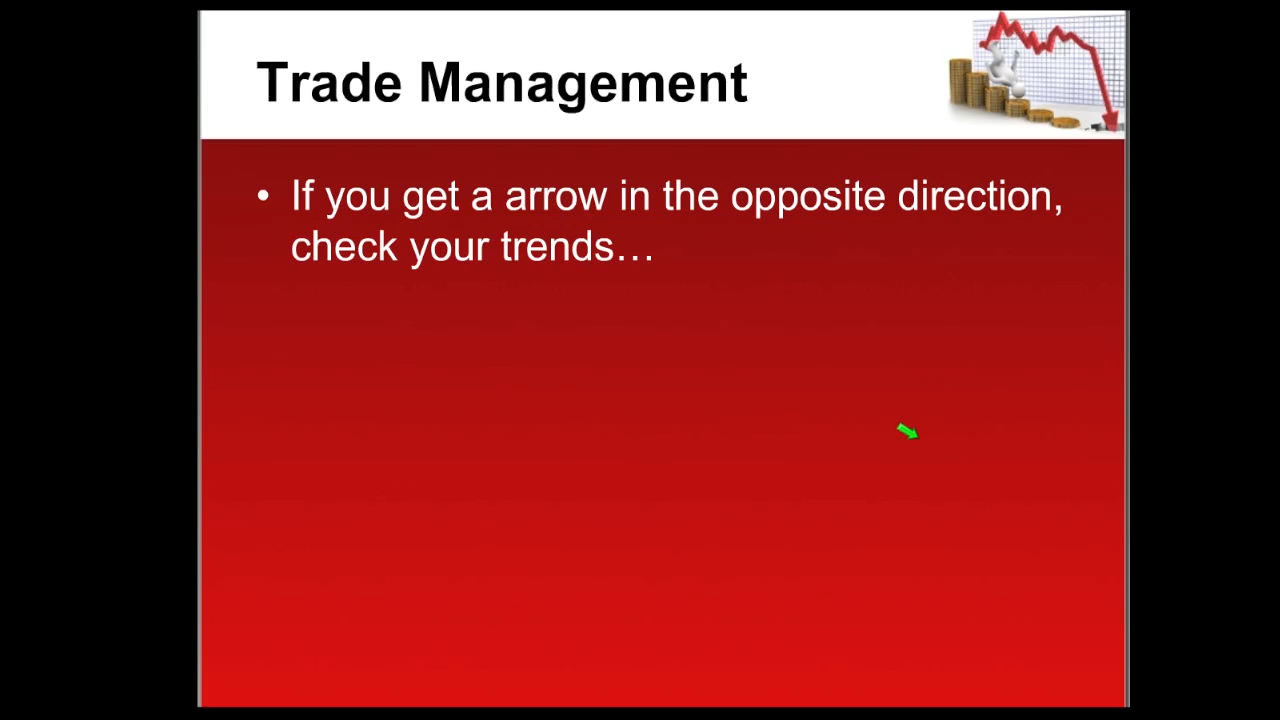 Trade Management
• If you get a arrow in the opposite direction,
check your trends…